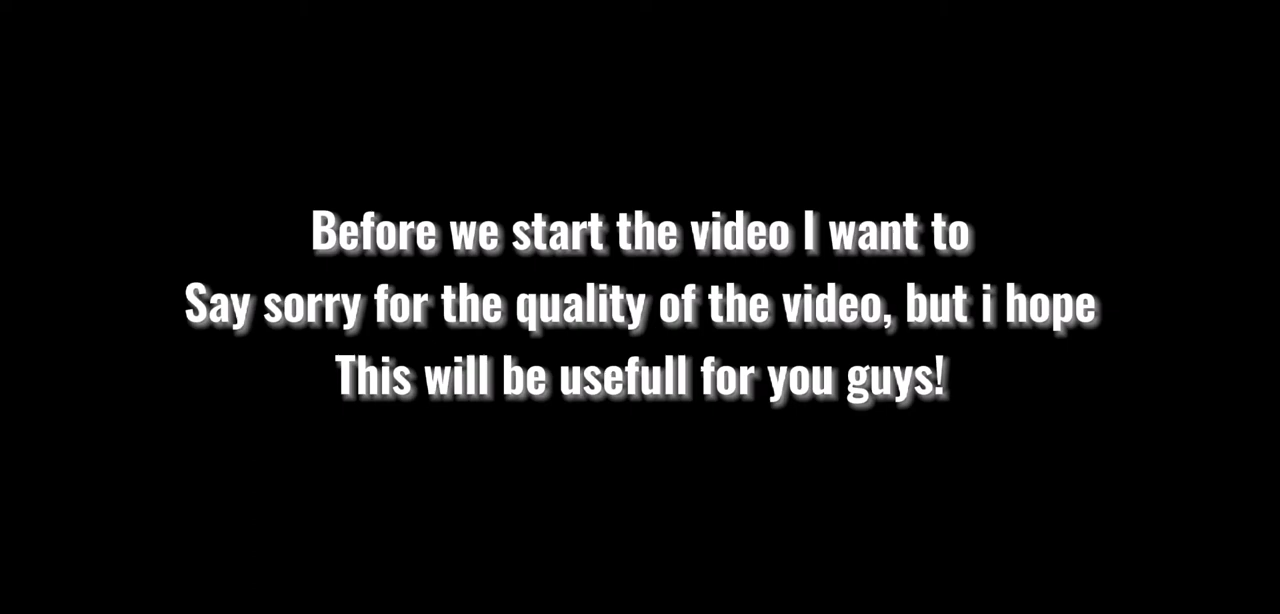 Before we start the video I want to
Say sorry for the quality of the video, but i hope
This will be usefull for you guys!